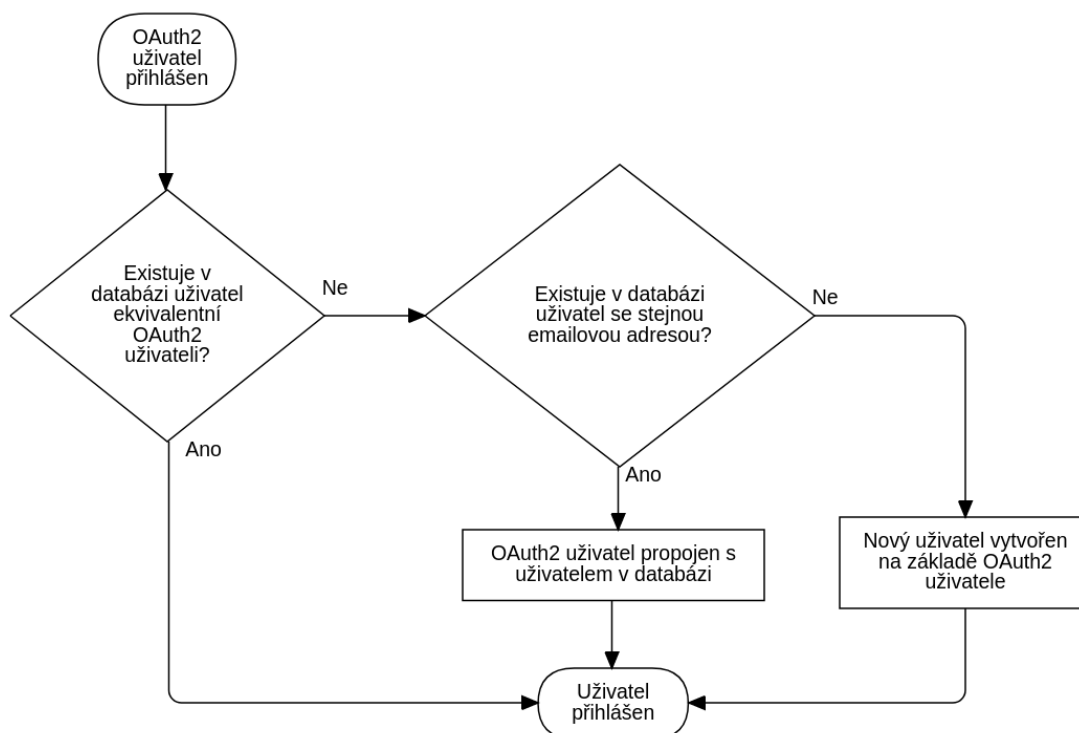 OAuth2
uživatel
přihlášen
Existuje v
databázi uživatel
ekvivalentní
OAuth2
uživateli?
Ne
Existuje v databázi
uživatel se stejnou
emailovou adresou?
Ne
Ano
Ano
OAuth2 uživatel propojen s
uživatelem v databázi
Nový uživatel vytvořen
na základě OAuth2
uživatele
Uživatel
přihlášen